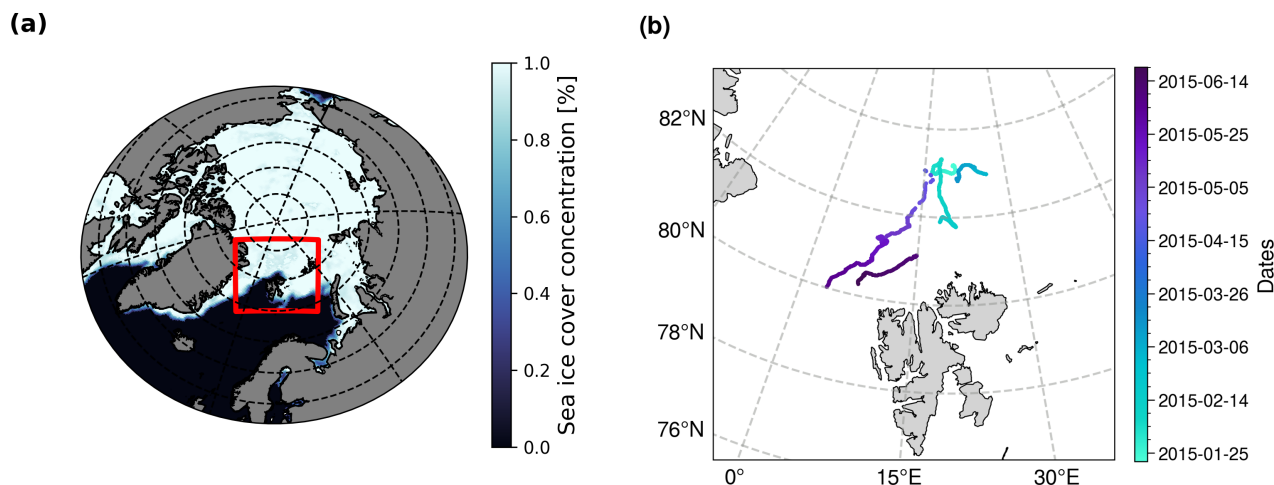 (a)
1.0
0.8
0.6
0.4
0.2
0.0
Sea ice cover concentration [%]
(b)
82°N
80°N
78°N
76°N
0°
15°E
30°E
2015-06-14
2015-05-25
2015-05-05
2015-04-15
2015-03-26
2015-03-06
2015-02-14
2015-01-25
Dates